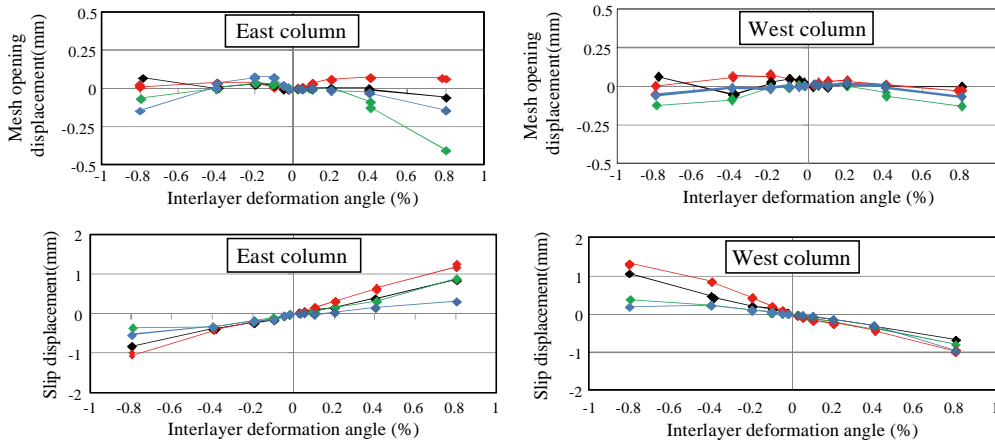 East column
Mesh opening
displacement(mm)
0.5
0.25
0
-0.25
0.5
-1 -0.8 -0.6 -0.4 -0.2 0 0.2 0.4 0.6 0.8 1
Interlayer deformation angle (%)
West column
Mesh opening
displacement(mm)
0.5
0.25
0
-0.25
0.5
-1 -0.8 -0.6 -0.4 -0.2 0 0.2 0.4 0.6 0.8 1
Interlayer deformation angle (%)
East column
Slip displacement(mm)
2
1
0
-1
-2
-1 -0.8 -0.6 -0.4 -0.2 0 0.2 0.4 0.6 0.8 1
Interlayer deformation angle (%)
West column
Slip displacement(mm)
2
1
0
-1
-2
-1 -0.8 -0.6 -0.4 -0.2 0 0.2 0.4 0.6 0.8 1
Interlayer deformation angle (%)